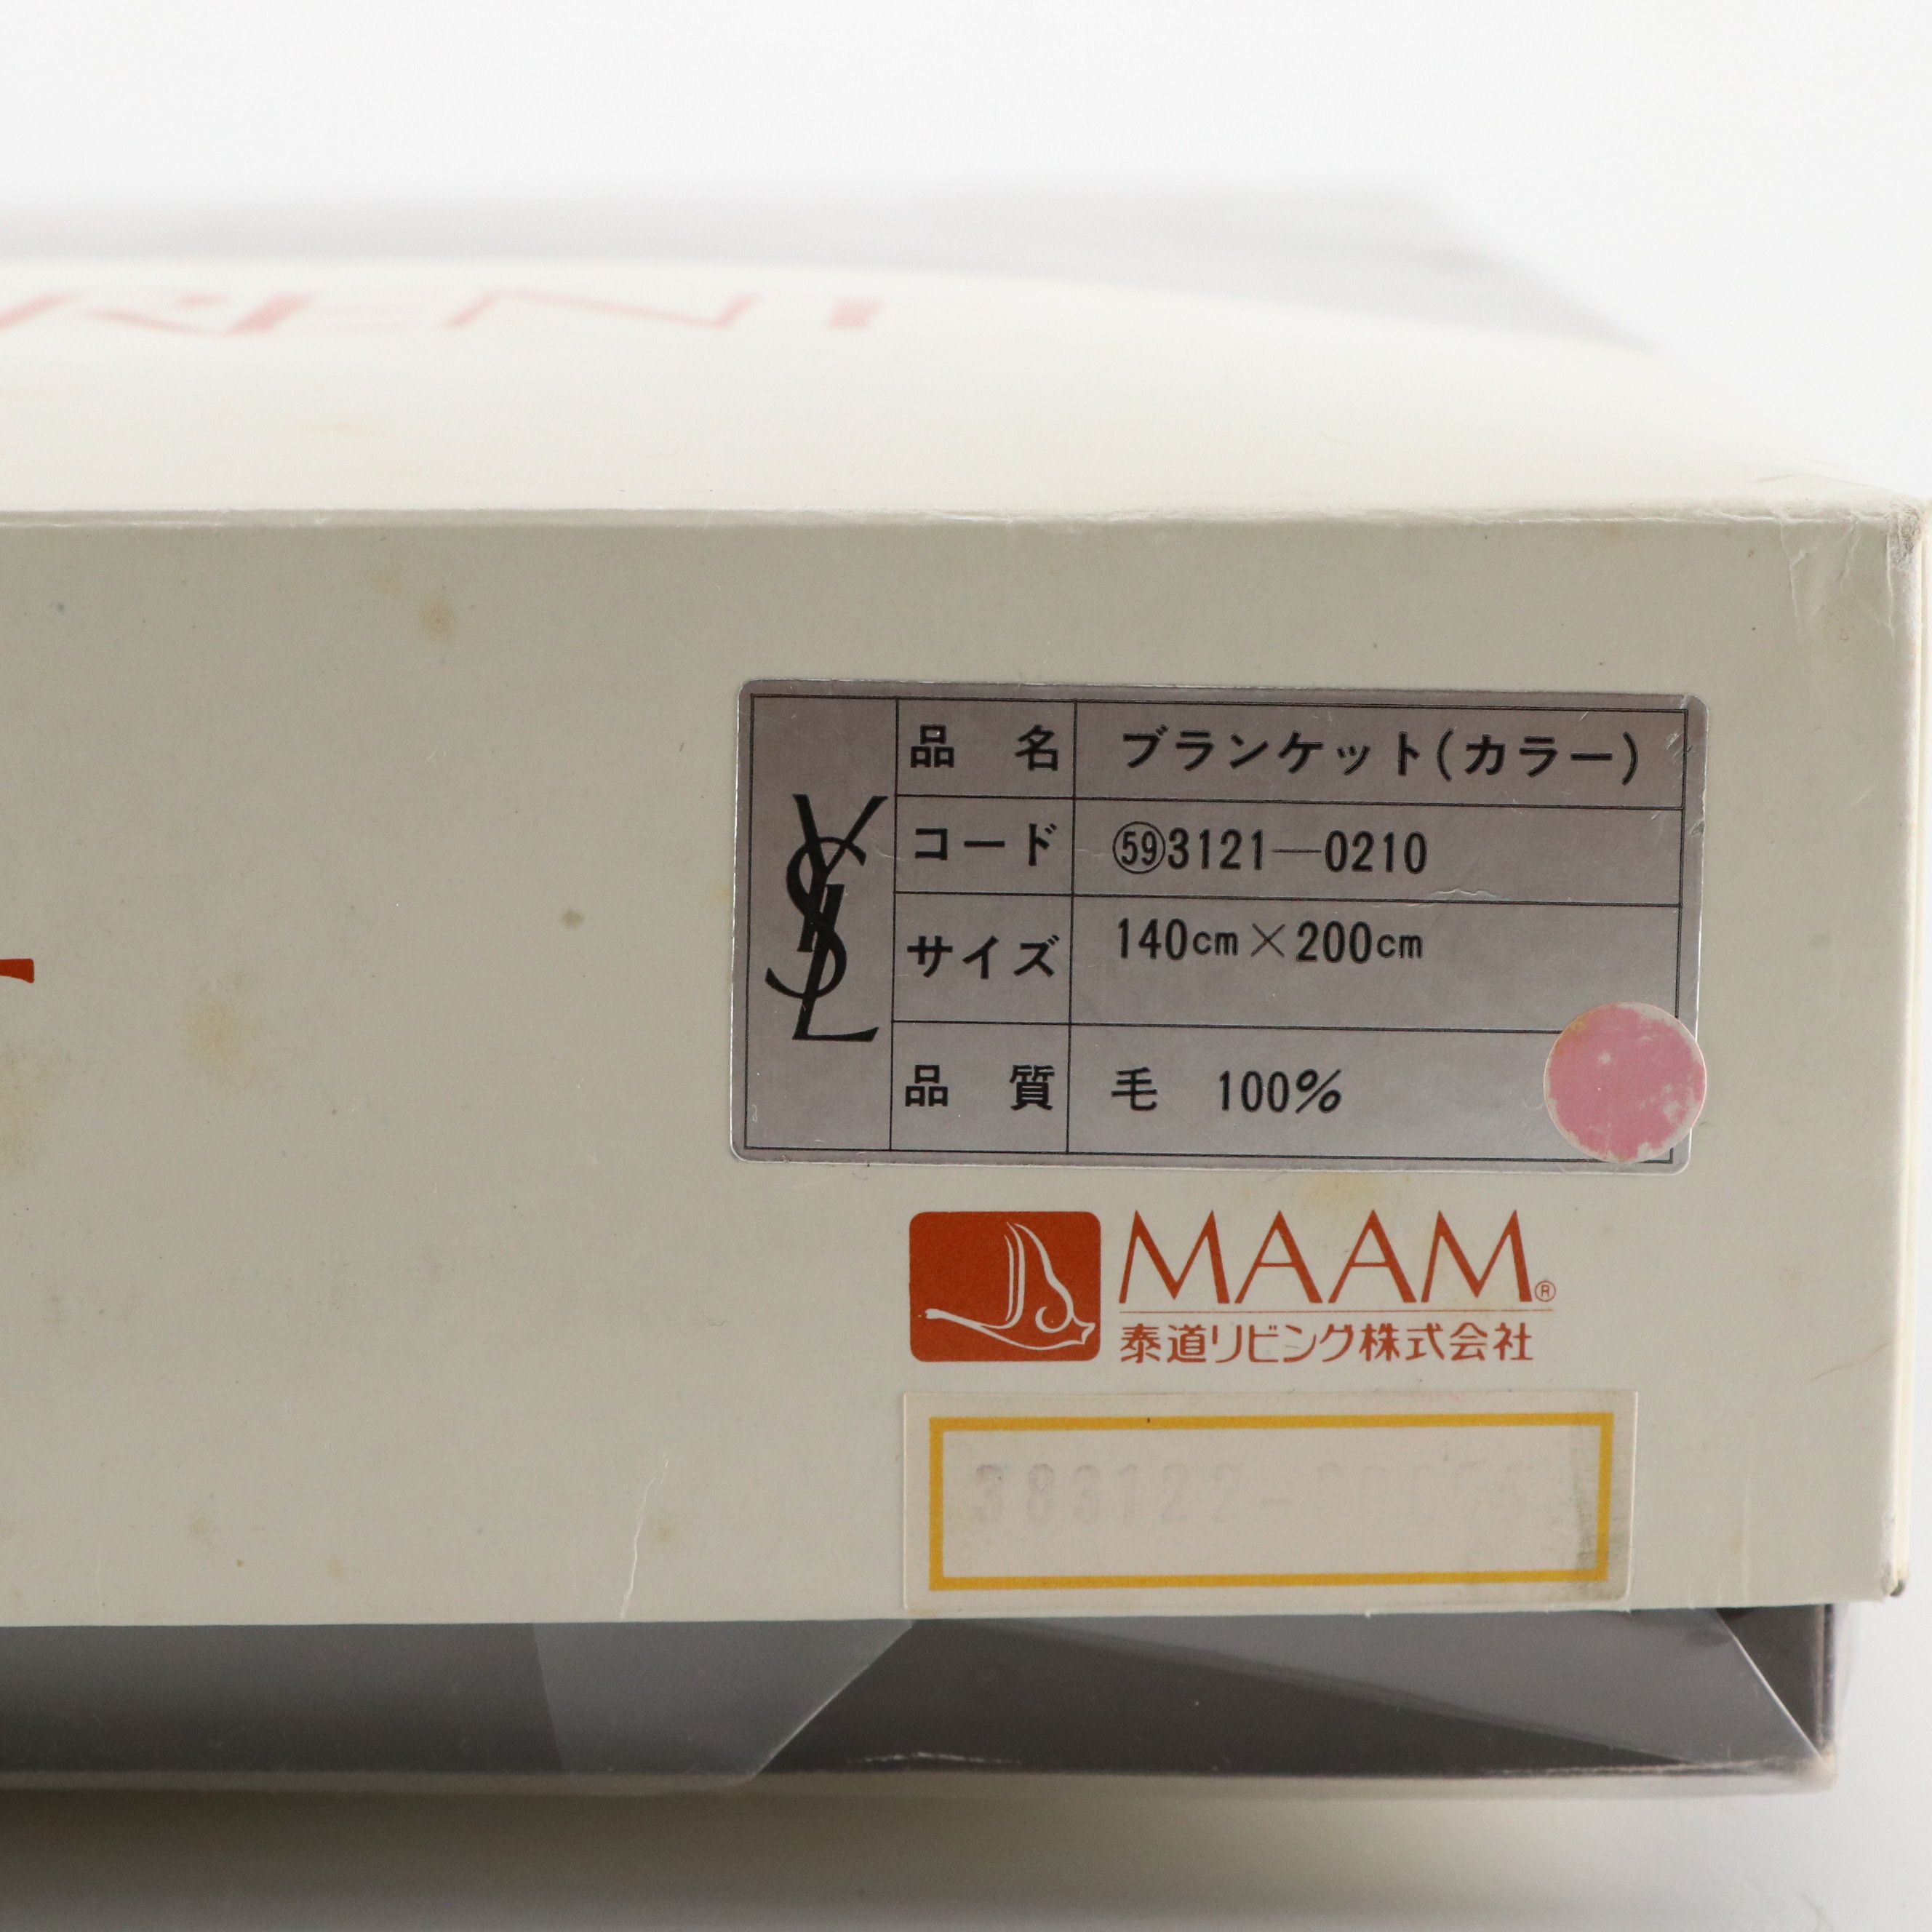 YSL
品　名 ブランケット(カラー)
コード ㊾3121—0210
サイズ 140cm×200cm
品　質 毛 100%
MAAM®
泰道リビング株式会社